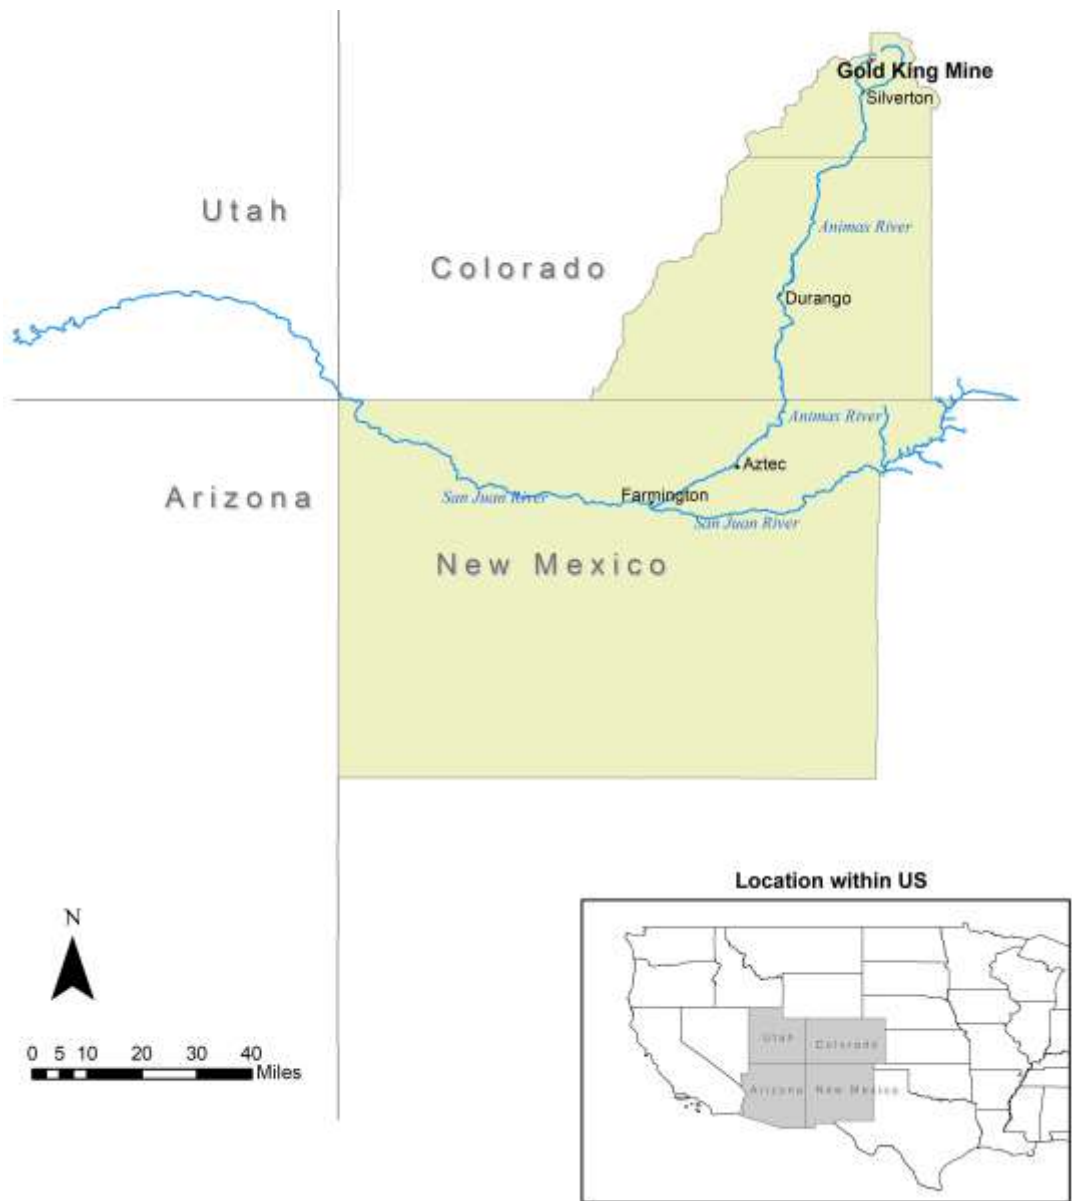 Gold King Mine
Silverton
Utah
Animas River
Colorado
Durango
Animas River
Aztec
Arizona
San Juan River
Farmington
San Juan River
New Mexico
Location within US
N
Utah
Colorado
Arizona
New Mexico
0 5 10 20 30 40
Miles